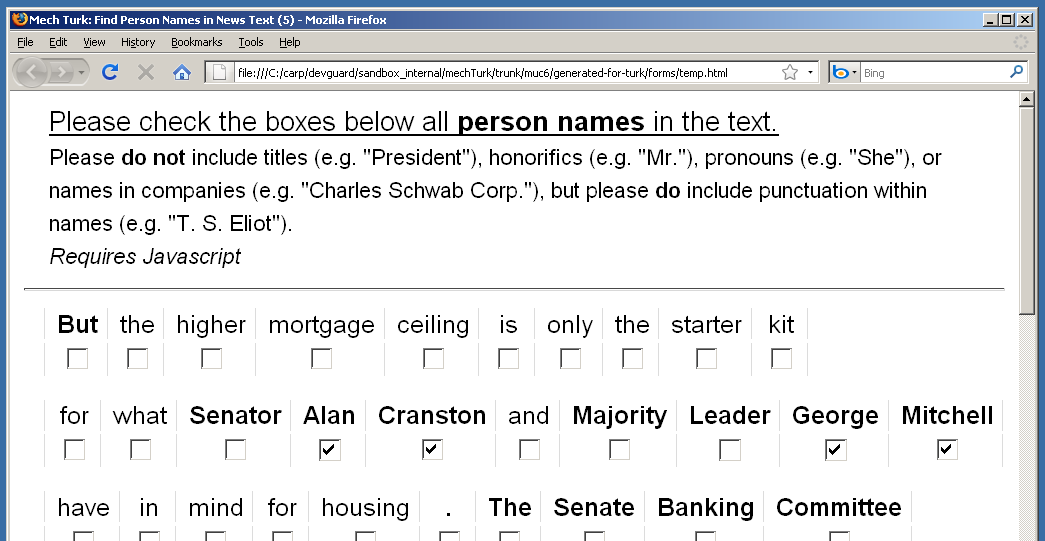 Mech Turk: Find Person Names in News Text (5) - Mozilla Firefox
File Edit View History Bookmarks Tools Help
file:///C:/carp/devguard/sandbox_internal/mechTurk/trunk/muc6/generated-for-turk/forms/temp.html Bing
Please check the boxes below all person names in the text.
Please do not include titles (e.g. "President"), honorifics (e.g. "Mr."), pronouns (e.g. "She"), or
names in companies (e.g. "Charles Schwab Corp."), but please do include punctuation within
names (e.g. "T. S. Eliot").
Requires Javascript
But the higher mortgage ceiling is only the starter kit
for what Senator Alan Cranston and Majority Leader George Mitchell
have in mind for housing . The Senate Banking Committee